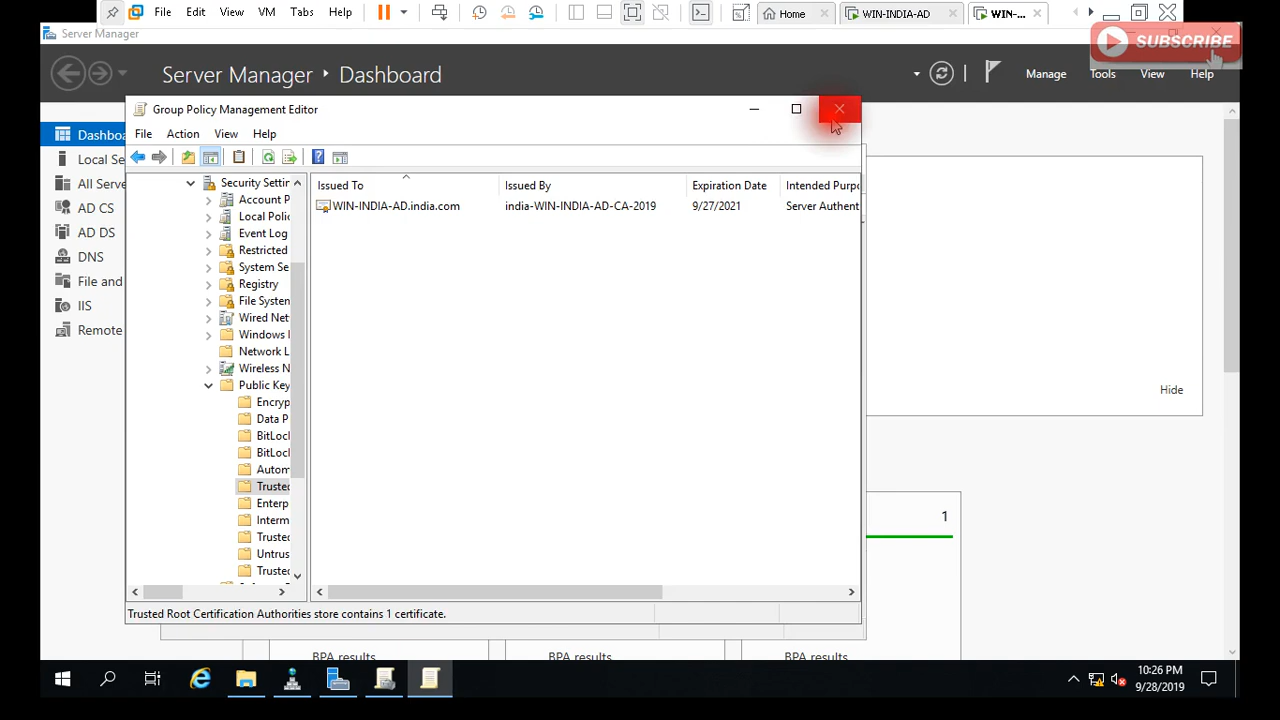 File Edit View VM Tabs Help
Home WIN-INDIA-AD WIN-...
Server Manager
SUBSCRIBE
Server Manager Dashboard
Manage Tools View Help
Group Policy Management Editor
File Action View Help
Dashboa
Local Se
All Serve
AD CS
AD DS
DNS
File and
IIS
Remote
Security Settin
Account P
Local Polic
Event Log
Restricted
System Se
Registry
File System
Wired Net
Windows
Network L
Wireless N
Public Key
Encryp
Data P
BitLoc
BitLoc
Autom
Trusted
Enterp
Interm
Trusted
Untrus
Trusted
Issued To Issued By Expiration Date Intended Purpo
WIN-INDIA-AD.india.com india-WIN-INDIA-AD-CA-2019 9/27/2021 Server Authent
Trusted Root Certification Authorities store contains 1 certificate.
Hide
1
BPA results BPA results BPA results
10:26 PM
9/28/2019